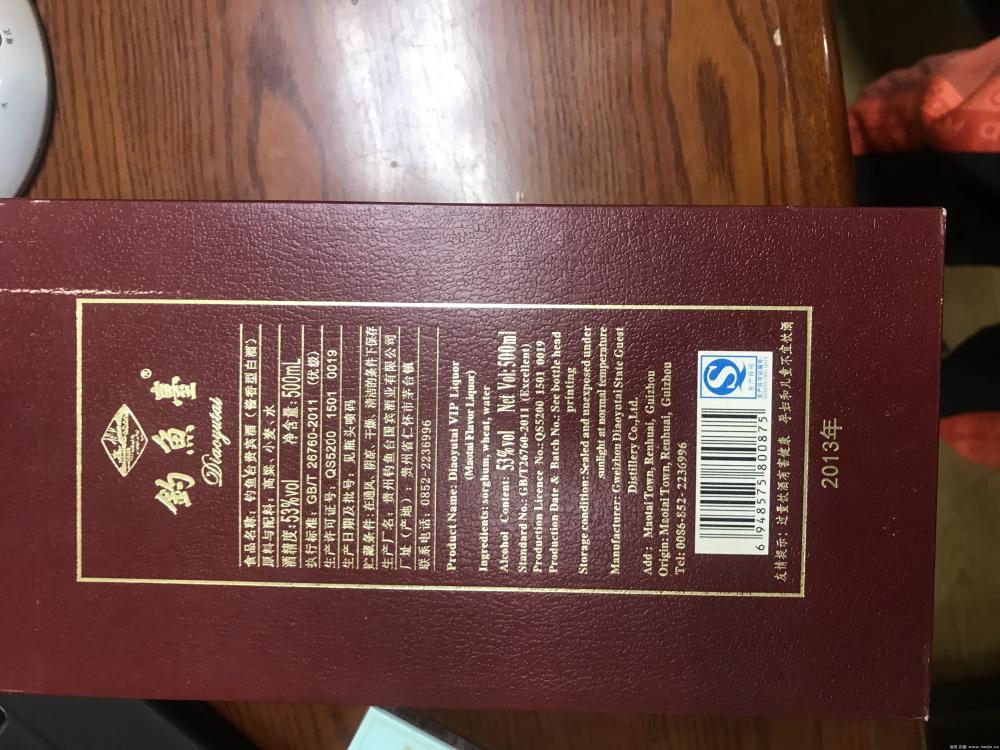 釣魚臺®
Diaoyutai
食品名称：钓鱼台贵宾酒（酱香型白酒）
原料与配料：高粱、小麦、水
酒精度：53%vol 净含量 500mL
执行标准：GB/T 26760-2011（优级）
生产许可证号：QS5200 1501 0019
生产日期及批号：见瓶头喷码
贮藏条件：在通风、阴凉、干燥、清洁的条件下保存
生产厂名：贵州钓鱼台国宾酒业有限公司
厂址（产地）：贵州省仁怀市茅台镇
联系电话：0852-2236996
Product Name: Diaoyutai VIP Liquor
(Maotai Flavor Liquor)
Ingredients: sorghum, wheat, water
Alcohol Content: 53%vol Net Vol:500ml
Standard No.: GB/T26760-2011 (Excellent)
Production Licence No.:QS5200 1501 0019
Production Date & Batch No.: See bottle head
printing
Storage condition:Sealed and unexposed under
sunlight at normal temperature
Manufacturer: Gweizhou Diaoyutai State Guest
Distillery Co.,Ltd.
Add: Maotai Town, Renhuai, Guizhou
Origin: Maotai Town, Renhuai, Guizhou
Tel: 0086-852- 2236996
生产许可
6 948575 800875
友情提示：过量饮酒有害健康 孕妇和儿童不宜饮酒
2013年